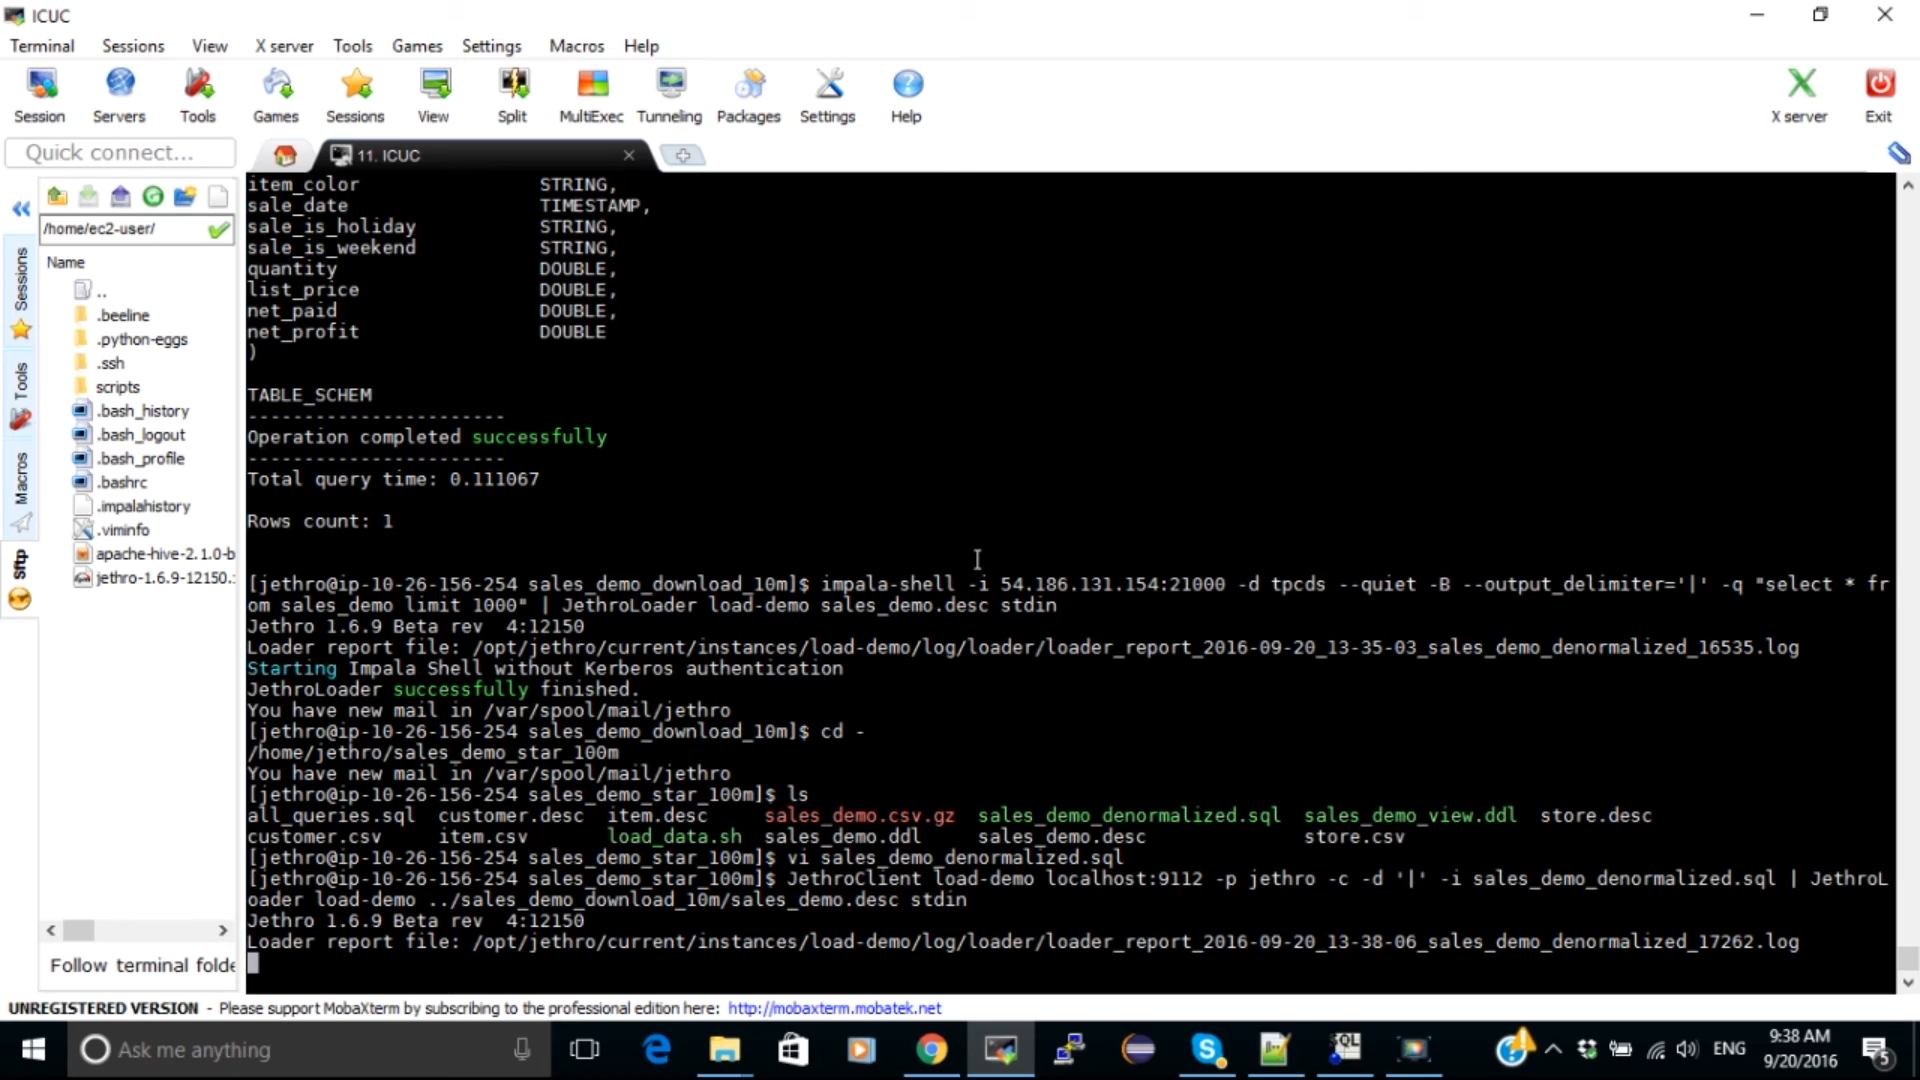 ICUC
Terminal Sessions View X server Tools Games Settings Macros Help
Session Servers Tools Games Sessions View Split MultiExec Tunneling Packages Settings Help X server Exit
Quick connect...
11. ICUC
/home/ec2-user/
Name
..
.beeline
.python-eggs
.ssh
scripts
.bash_history
.bash_logout
.bash_profile
.bashrc
.impalahistory
.viminfo
apache-hive-2.1.0-b
jethro-1.6.9-12150.
Follow terminal folde
Sessions
Tools
Macros
Sftp
item_color STRING,
sale_date TIMESTAMP,
sale_is_holiday STRING,
sale_is_weekend STRING,
quantity DOUBLE,
list_price DOUBLE,
net_paid DOUBLE,
net_profit DOUBLE
)
TABLE_SCHEM
-----------------------
Operation completed successfully
-----------------------
Total query time: 0.111067
Rows count: 1
[jethro@ip-10-26-156-254 sales_demo_download_10m]$ impala-shell -i 54.186.131.154:21000 -d tpcds --quiet -B --output_delimiter='|' -q "select * fr
om sales_demo limit 1000" | JethroLoader load-demo sales_demo.desc stdin
Jethro 1.6.9 Beta rev 4:12150
Loader report file: /opt/jethro/current/instances/load-demo/log/loader/loader_report_2016-09-20_13-35-03_sales_demo_denormalized_16535.log
Starting Impala Shell without Kerberos authentication
JethroLoader successfully finished.
You have new mail in /var/spool/mail/jethro
[jethro@ip-10-26-156-254 sales_demo_download_10m]$ cd -
/home/jethro/sales_demo_star_100m
You have new mail in /var/spool/mail/jethro
[jethro@ip-10-26-156-254 sales_demo_star_100m]$ ls
all_queries.sql customer.desc item.desc sales_demo.csv.gz sales_demo_denormalized.sql sales_demo_view.ddl store.desc
customer.csv item.csv load_data.sh sales_demo.ddl sales_demo.desc store.csv
[jethro@ip-10-26-156-254 sales_demo_star_100m]$ vi sales_demo_denormalized.sql
[jethro@ip-10-26-156-254 sales_demo_star_100m]$ JethroClient load-demo localhost:9112 -p jethro -c -d '|' -i sales_demo_denormalized.sql | JethroL
oader load-demo ../sales_demo_download_10m/sales_demo.desc stdin
Jethro 1.6.9 Beta rev 4:12150
Loader report file: /opt/jethro/current/instances/load-demo/log/loader/loader_report_2016-09-20_13-38-06_sales_demo_denormalized_17262.log
UNREGISTERED VERSION - Please support MobaXterm by subscribing to the professional edition here: http://mobaxterm.mobatek.net
Ask me anything
ENG
9:38 AM
9/20/2016
5